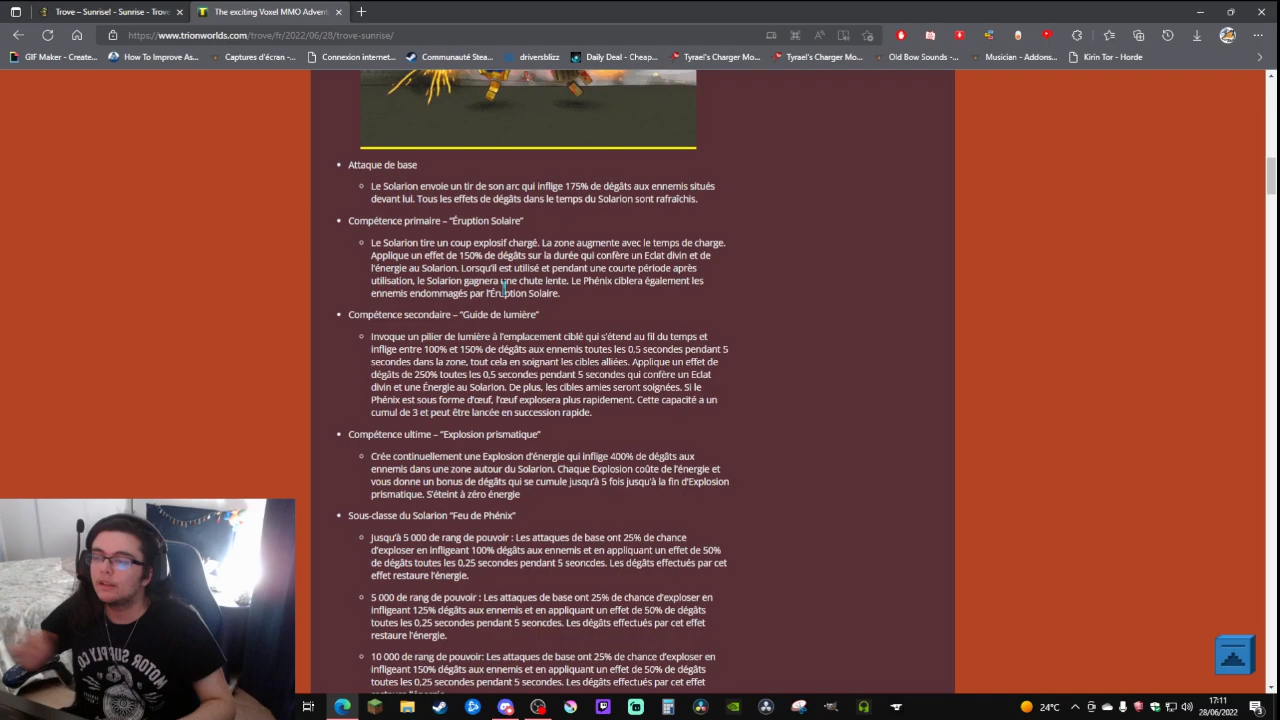 Trove – Sunrise! - Sunrise - Trove
The exciting Voxel MMO Advent
https://www.trionworlds.com/trove/fr/2022/06/28/trove-sunrise/
GIF Maker - Create...
How To Improve As...
Captures d'écran -...
Connexion internet...
Communauté Stea...
driversblizz
Daily Deal - Cheap...
Tyrael's Charger Mo...
Tyrael's Charger Mo...
Old Bow Sounds -...
Musician - Addons...
Kirin Tor - Horde
Attaque de base
Le Solarion envoie un tir de son arc qui inflige 175% de dégâts aux ennemis situés
devant lui. Tous les effets de dégâts dans le temps du Solarion sont rafraîchis.
Compétence primaire – "Éruption Solaire"
Le Solarion tire un coup explosif chargé. La zone augmente avec le temps de charge.
Applique un effet de 150% de dégâts sur la durée qui confère un Eclat divin et de
l'énergie au Solarion. Lorsqu'il est utilisé et pendant une courte période après
utilisation, le Solarion gagnera une chute lente. Le Phénix ciblera également les
ennemis endommagés par l'Éruption Solaire.
Compétence secondaire – "Guide de lumière"
Invoque un pilier de lumière à l'emplacement ciblé qui s'étend au fil du temps et
inflige entre 100% et 150% de dégâts aux ennemis toutes les 0.5 secondes pendant 5
secondes dans la zone, tout cela en soignant les cibles alliées. Applique un effet de
dégâts de 250% toutes les 0,5 secondes pendant 5 secondes qui confère un Eclat
divin et une Énergie au Solarion. De plus, les cibles amies seront soignées. Si le
Phénix est sous forme d'œuf, l'œuf explosera plus rapidement. Cette capacité a un
cumul de 3 et peut être lancée en succession rapide.
Compétence ultime – "Explosion prismatique"
Crée continuellement une Explosion d'énergie qui inflige 400% de dégâts aux
ennemis dans une zone autour du Solarion. Chaque Explosion coûte de l'énergie et
vous donne un bonus de dégâts qui se cumule jusqu'à 5 fois jusqu'à la fin d'Explosion
prismatique. S'éteint à zéro énergie
Sous-classe du Solarion "Feu de Phénix"
Jusqu'à 5 000 de rang de pouvoir : Les attaques de base ont 25% de chance
d'exploser en infligeant 100% dégâts aux ennemis et en appliquant un effet de 50%
de dégâts toutes les 0,25 secondes pendant 5 seoncdes. Les dégâts effectués par cet
effet restaure l'énergie.
5 000 de rang de pouvoir : Les attaques de base ont 25% de chance d'exploser en
infligeant 125% dégâts aux ennemis et en appliquant un effet de 50% de dégâts
toutes les 0,25 secondes pendant 5 seoncdes. Les dégâts effectués par cet effet
restaure l'énergie.
10 000 de rang de pouvoir: Les attaques de base ont 25% de chance d'exploser en
infligeant 150% dégâts aux ennemis et en appliquant un effet de 50% de dégâts
toutes les 0,25 secondes pendant 5 seoncdes. Les dégâts effectués par cet effet
restaure l'énergie.
MOTOR SUPPLY CO.
24°C
17:11
28/06/2022